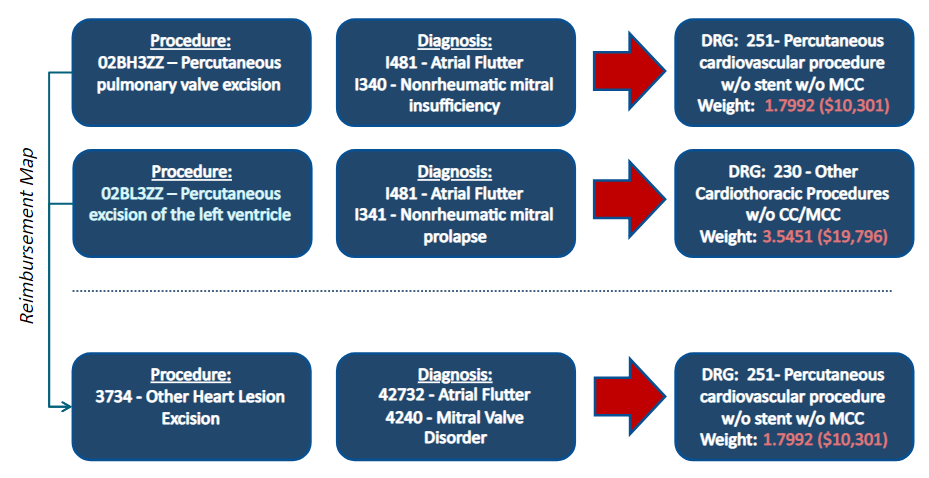 Reimbursement Map
Procedure:
02BH3ZZ – Percutaneous
pulmonary valve excision
Diagnosis:
I481 - Atrial Flutter
I340 - Nonrheumatic mitral
insufficiency
DRG: 251- Percutaneous
cardiovascular procedure
w/o stent w/o MCC
Weight: 1.7992 ($10,301)
Procedure:
02BL3ZZ – Percutaneous
excision of the left ventricle
Diagnosis:
I481 - Atrial Flutter
I341 - Nonrheumatic mitral
prolapse
DRG: 230 - Other
Cardiothoracic Procedures
w/o CC/MCC
Weight: 3.5451 ($19,796)
Procedure:
3734 - Other Heart Lesion
Excision
Diagnosis:
42732 - Atrial Flutter
4240 - Mitral Valve
Disorder
DRG: 251- Percutaneous
cardiovascular procedure
w/o stent w/o MCC
Weight: 1.7992 ($10,301)